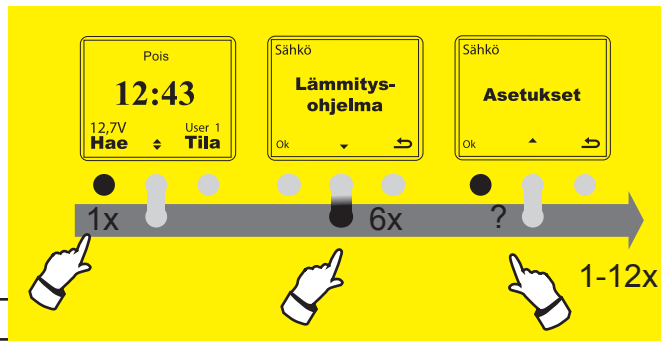 Pois
12:43
12,7V User 1
Hae Tila
Sähkö
Lämmitys-
ohjelma
Ok
Sähkö
Asetukset
Ok
1x
6x
?
1-12x